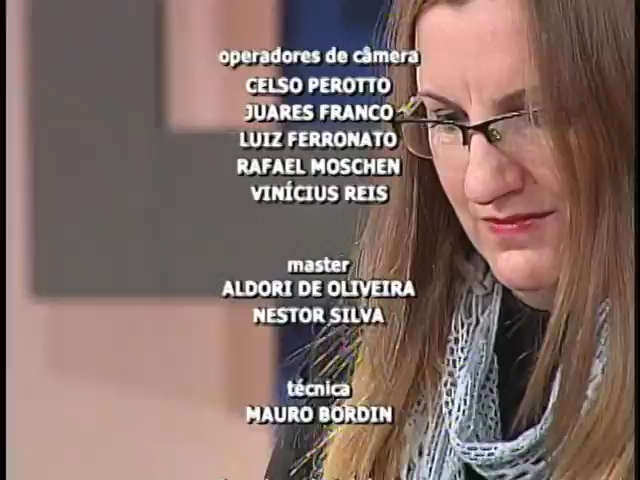 operadores de câmera
CELSO PEROTTO
JUARES FRANCO
LUIZ FERRONATO
RAFAEL MOSCHEN
VINÍCIUS REIS
master
ALDORI DE OLIVEIRA
NESTOR SILVA
técnica
MAURO BORDIN